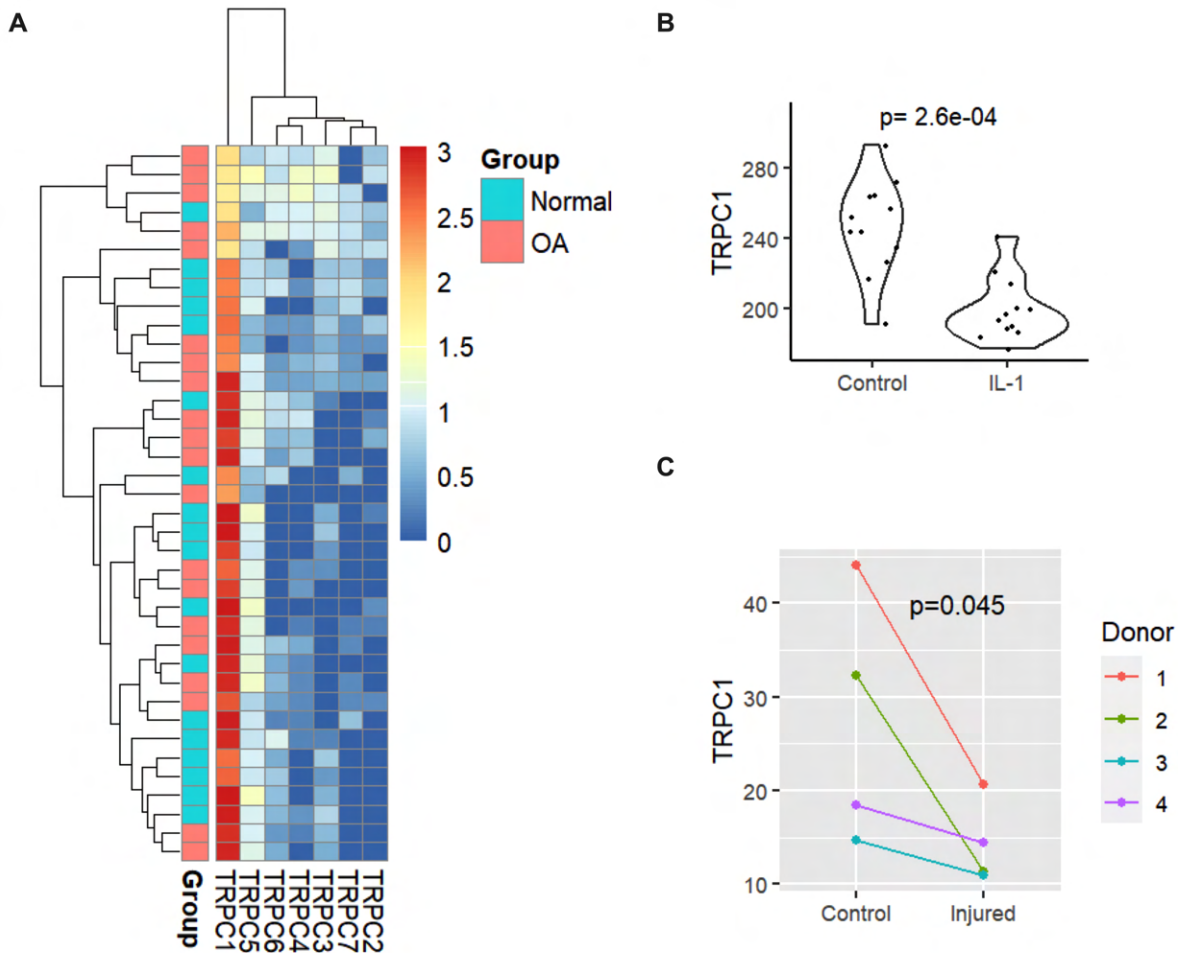 A
3
2.5
2
1.5
1
0.5
0
Group
Normal
OA
Group
TRPC1
TRPC5
TRPC6
TRPC4
TRPC3
TRPC7
TRPC2
B
p= 2.6e-04
TRPC1
280
240
200
Control IL-1
C
p=0.045
TRPC1
40
30
20
10
Control Injured
Donor
1
2
3
4